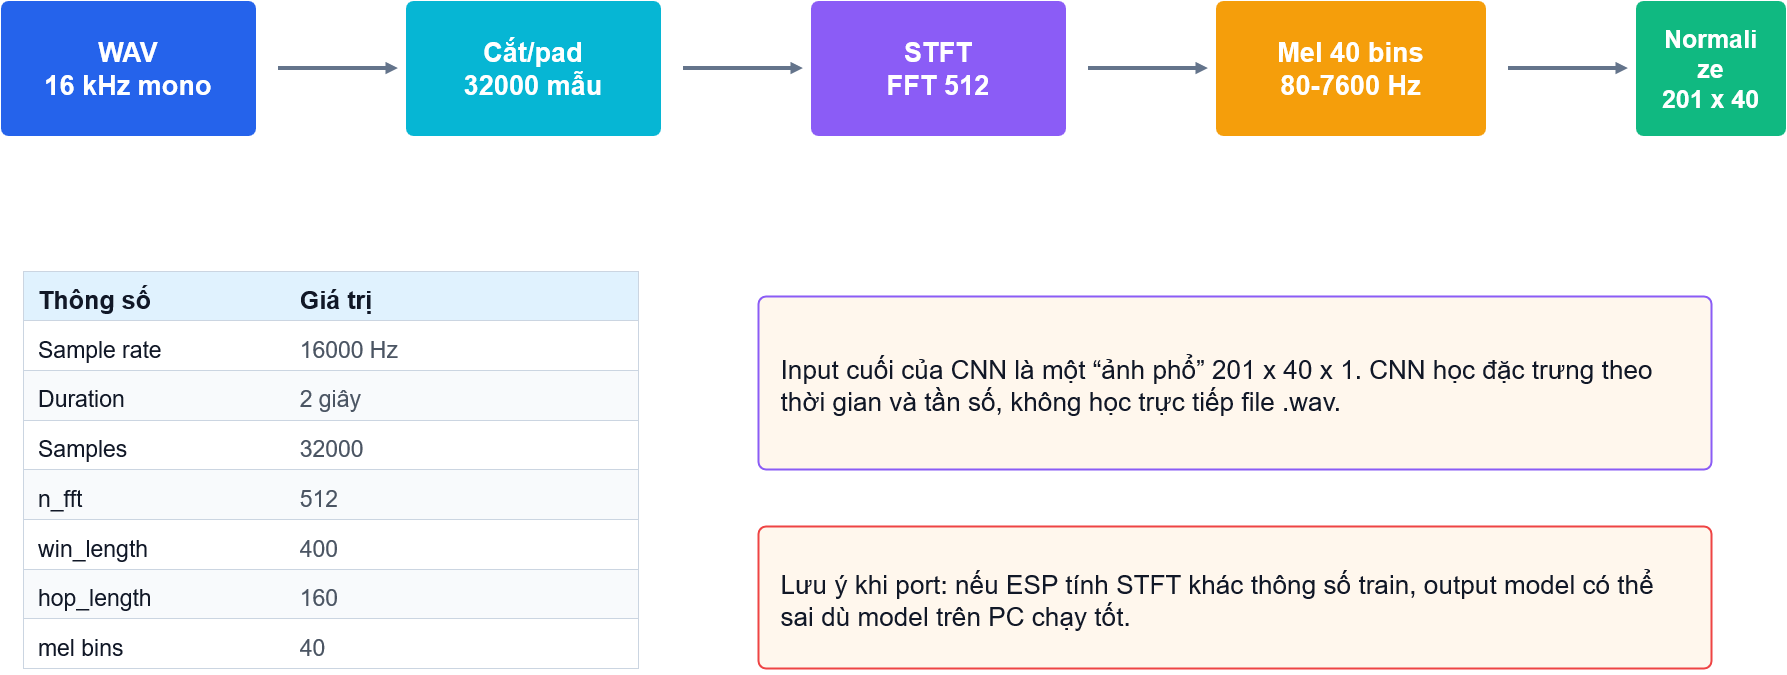 WAV
16 kHz mono
Cắt/pad
32000 mẫu
STFT
FFT 512
Mel 40 bins
80-7600 Hz
Normali
ze
201 x 40
Thông số Giá trị
Sample rate 16000 Hz
Duration 2 giây
Samples 32000
n_fft 512
win_length 400
hop_length 160
mel bins 40
Input cuối của CNN là một “ảnh phổ” 201 x 40 x 1. CNN học đặc trưng theo
thời gian và tần số, không học trực tiếp file .wav.
Lưu ý khi port: nếu ESP tính STFT khác thông số train, output model có thể
sai dù model trên PC chạy tốt.